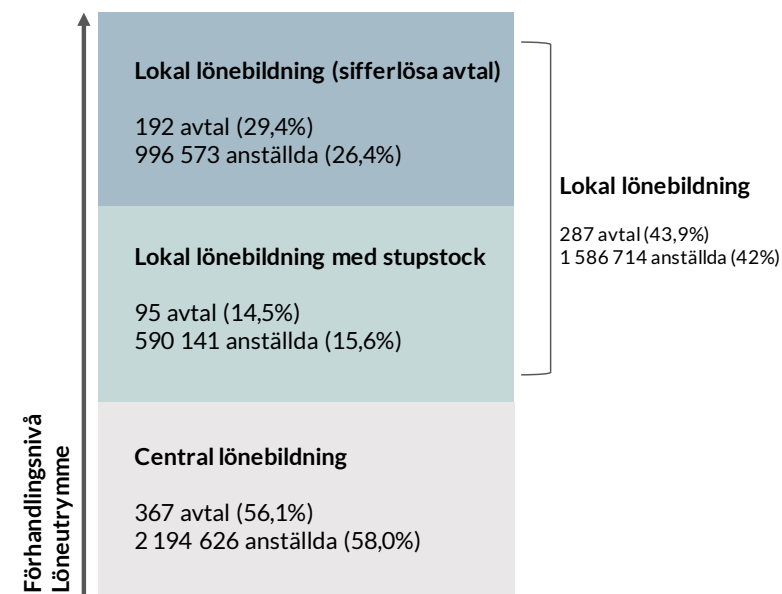 Lokal lönebildning (sifferlösa avtal)
192 avtal (29,4%)
996 573 anställda (26,4%)
Lokal lönebildning med stupstock
95 avtal (14,5%)
590 141 anställda (15,6%)
Central lönebildning
367 avtal (56,1%)
2 194 626 anställda (58,0%)
Lokal lönebildning
287 avtal (43,9%)
1 586 714 anställda (42%)
Förhandlingsnivå
Löneutrymme